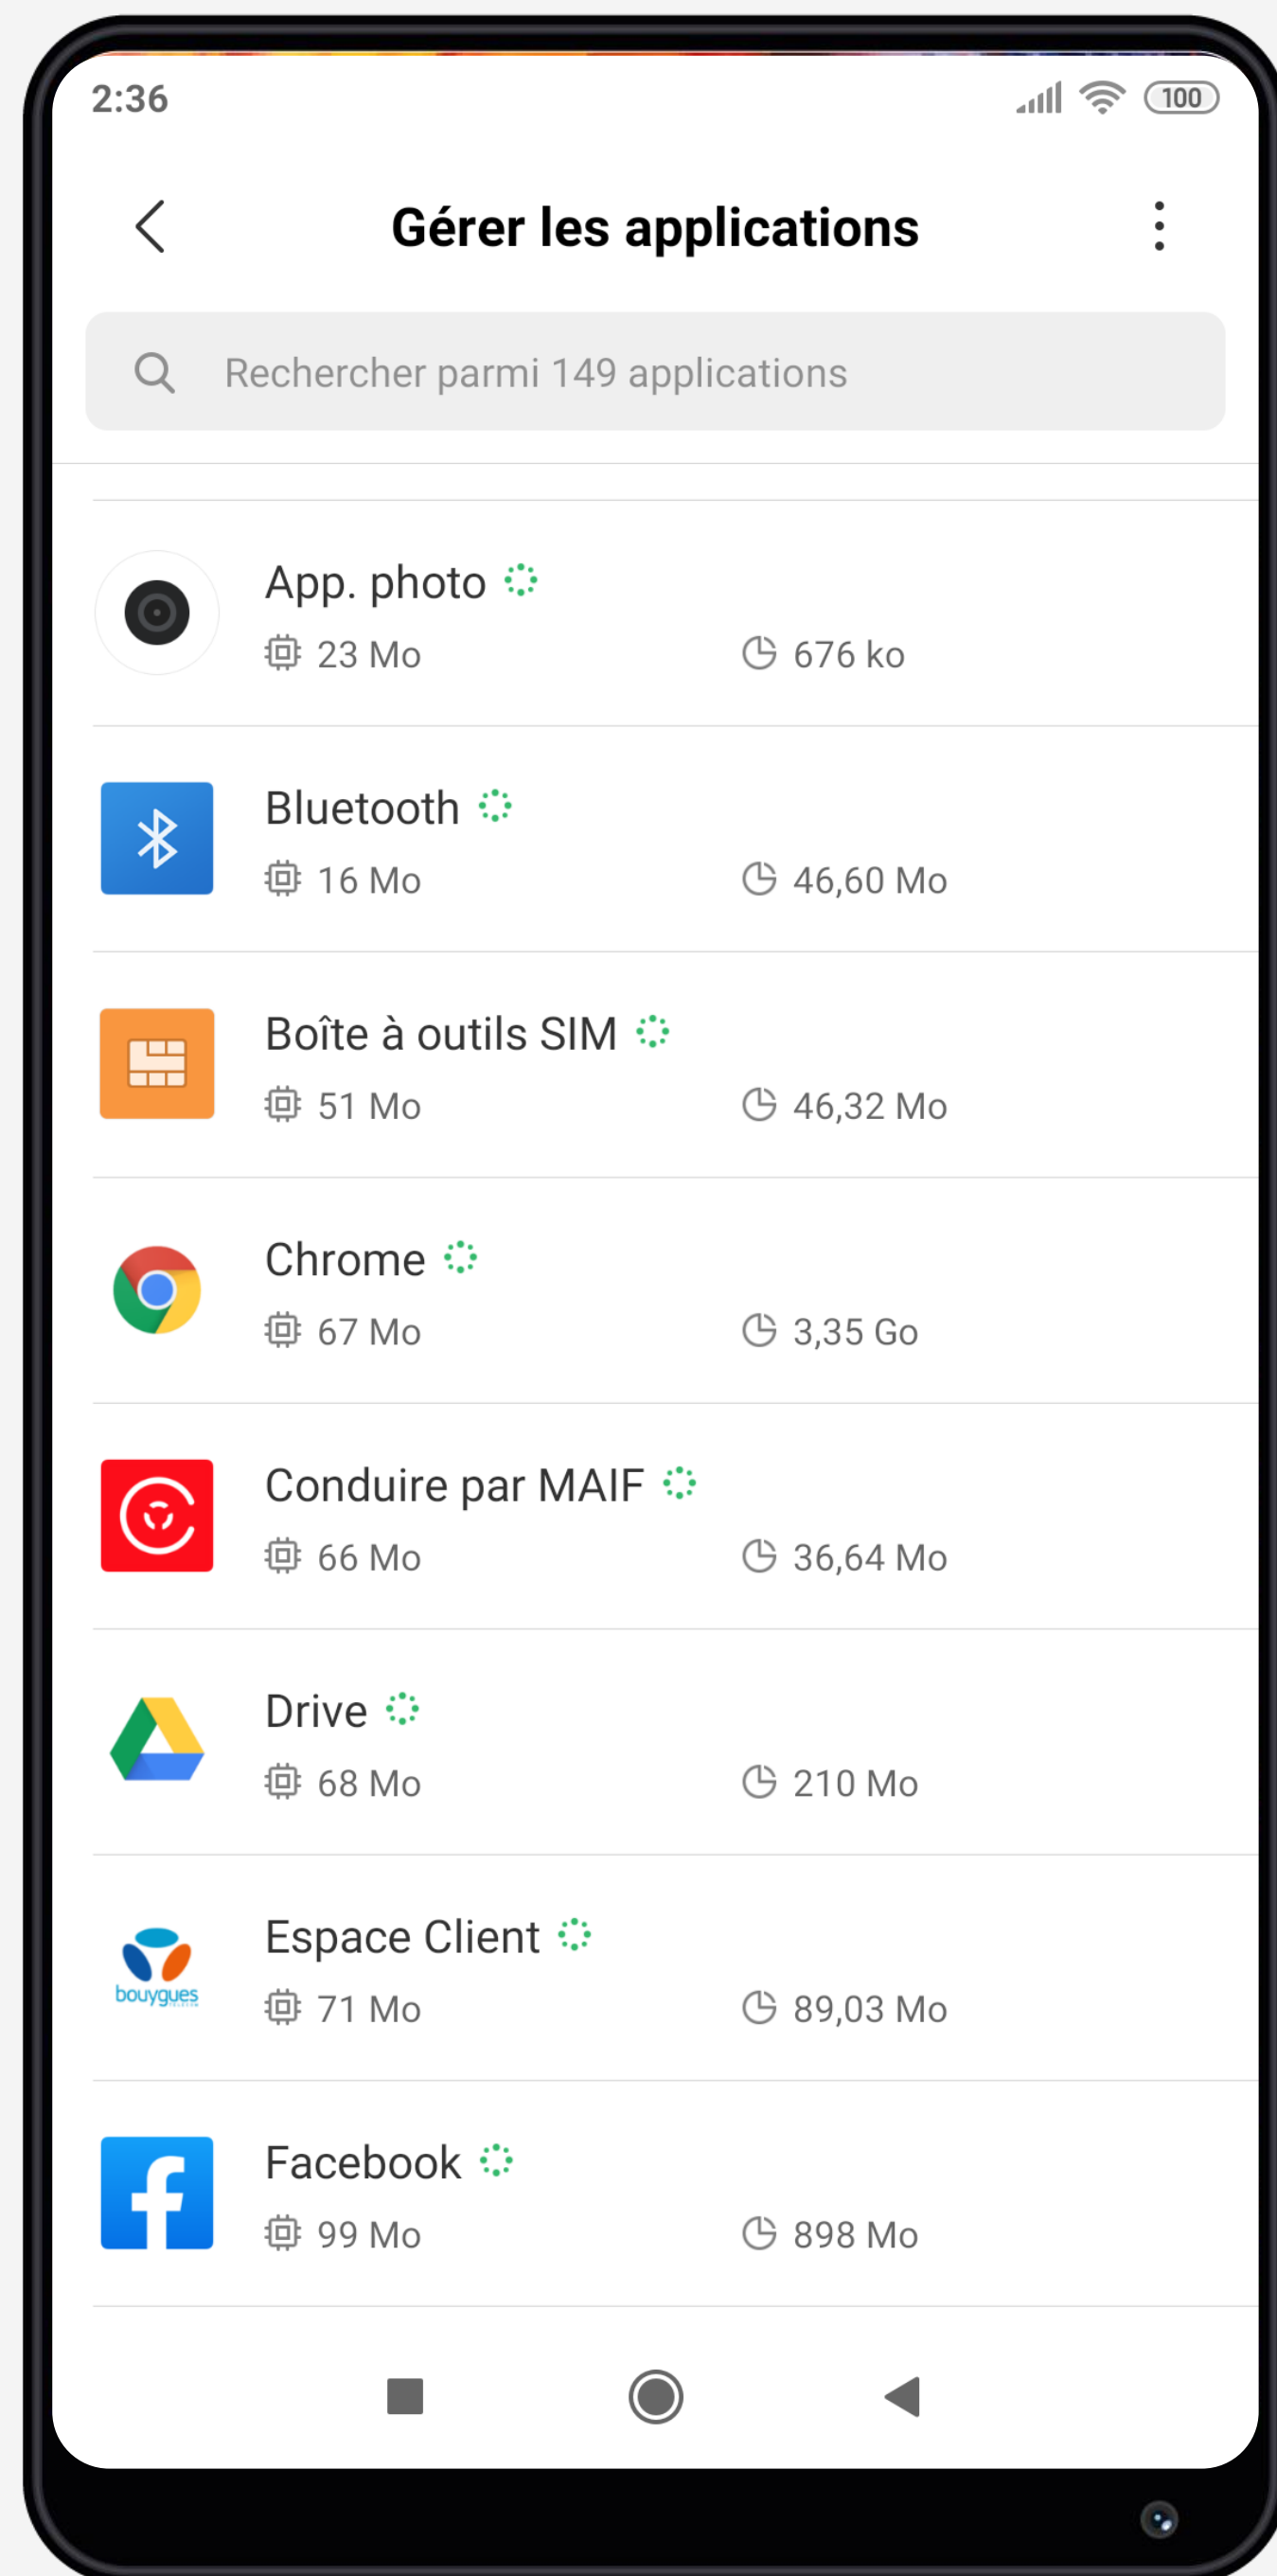 2:36
100
Gérer les applications
Rechercher parmi 149 applications
App. photo
23 Mo 676 ko
Bluetooth
16 Mo 46,60 Mo
Boîte à outils SIM
51 Mo 46,32 Mo
Chrome
67 Mo 3,35 Go
Conduire par MAIF
66 Mo 36,64 Mo
Drive
68 Mo 210 Mo
Espace Client
bouygues
TELECOM
71 Mo 89,03 Mo
Facebook
99 Mo 898 Mo